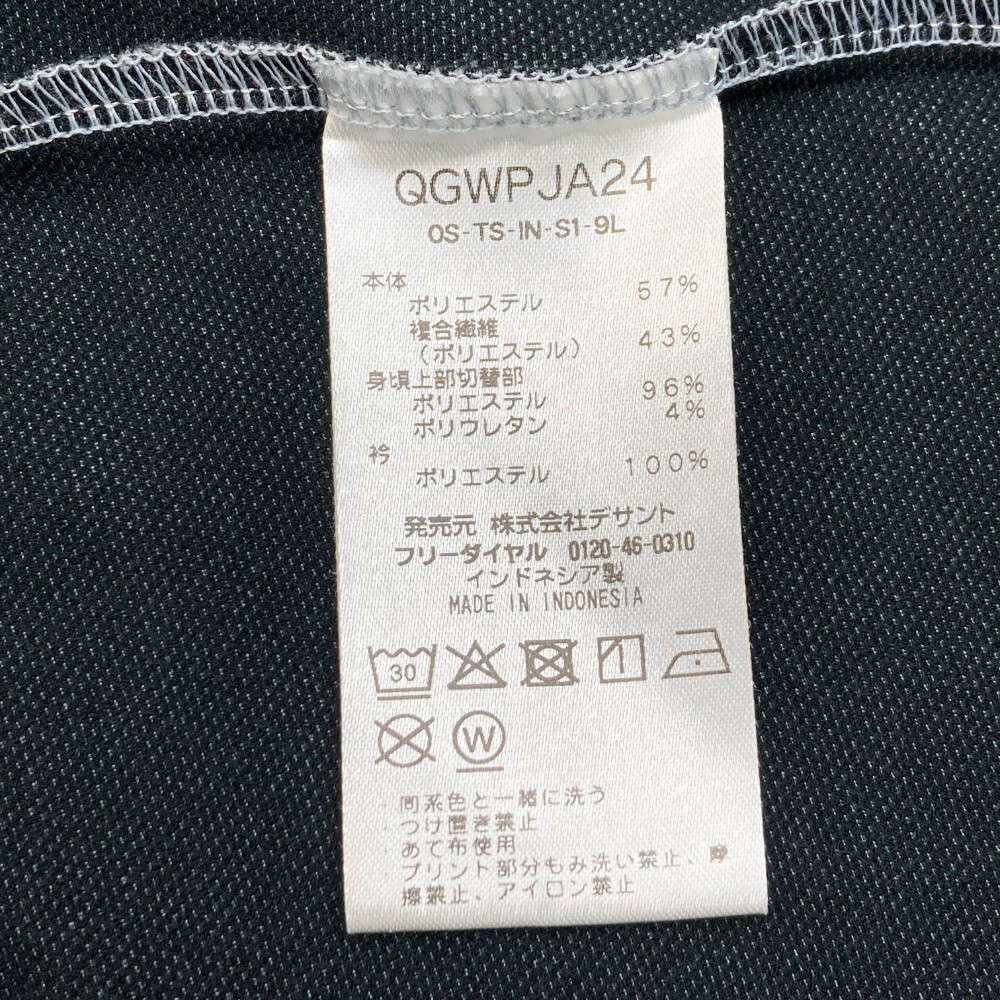 QGWPJA24
OS-TS-IN-S1-9L
本体
ポリエステル 57%
複合繊維
(ポリエステル) 43%
身頃上部切替部
ポリエステル 96%
ポリウレタン 4%
衿
ポリエステル 100%
発売元 株式会社デサント
フリーダイヤル 0120-46-0310
インドネシア製
MADE IN INDONESIA
30
W
・同系色と一緒に洗う
・つけ置き禁止
・あて布使用
・プリント部分もみ洗い禁止、摩
擦禁止、アイロン禁止